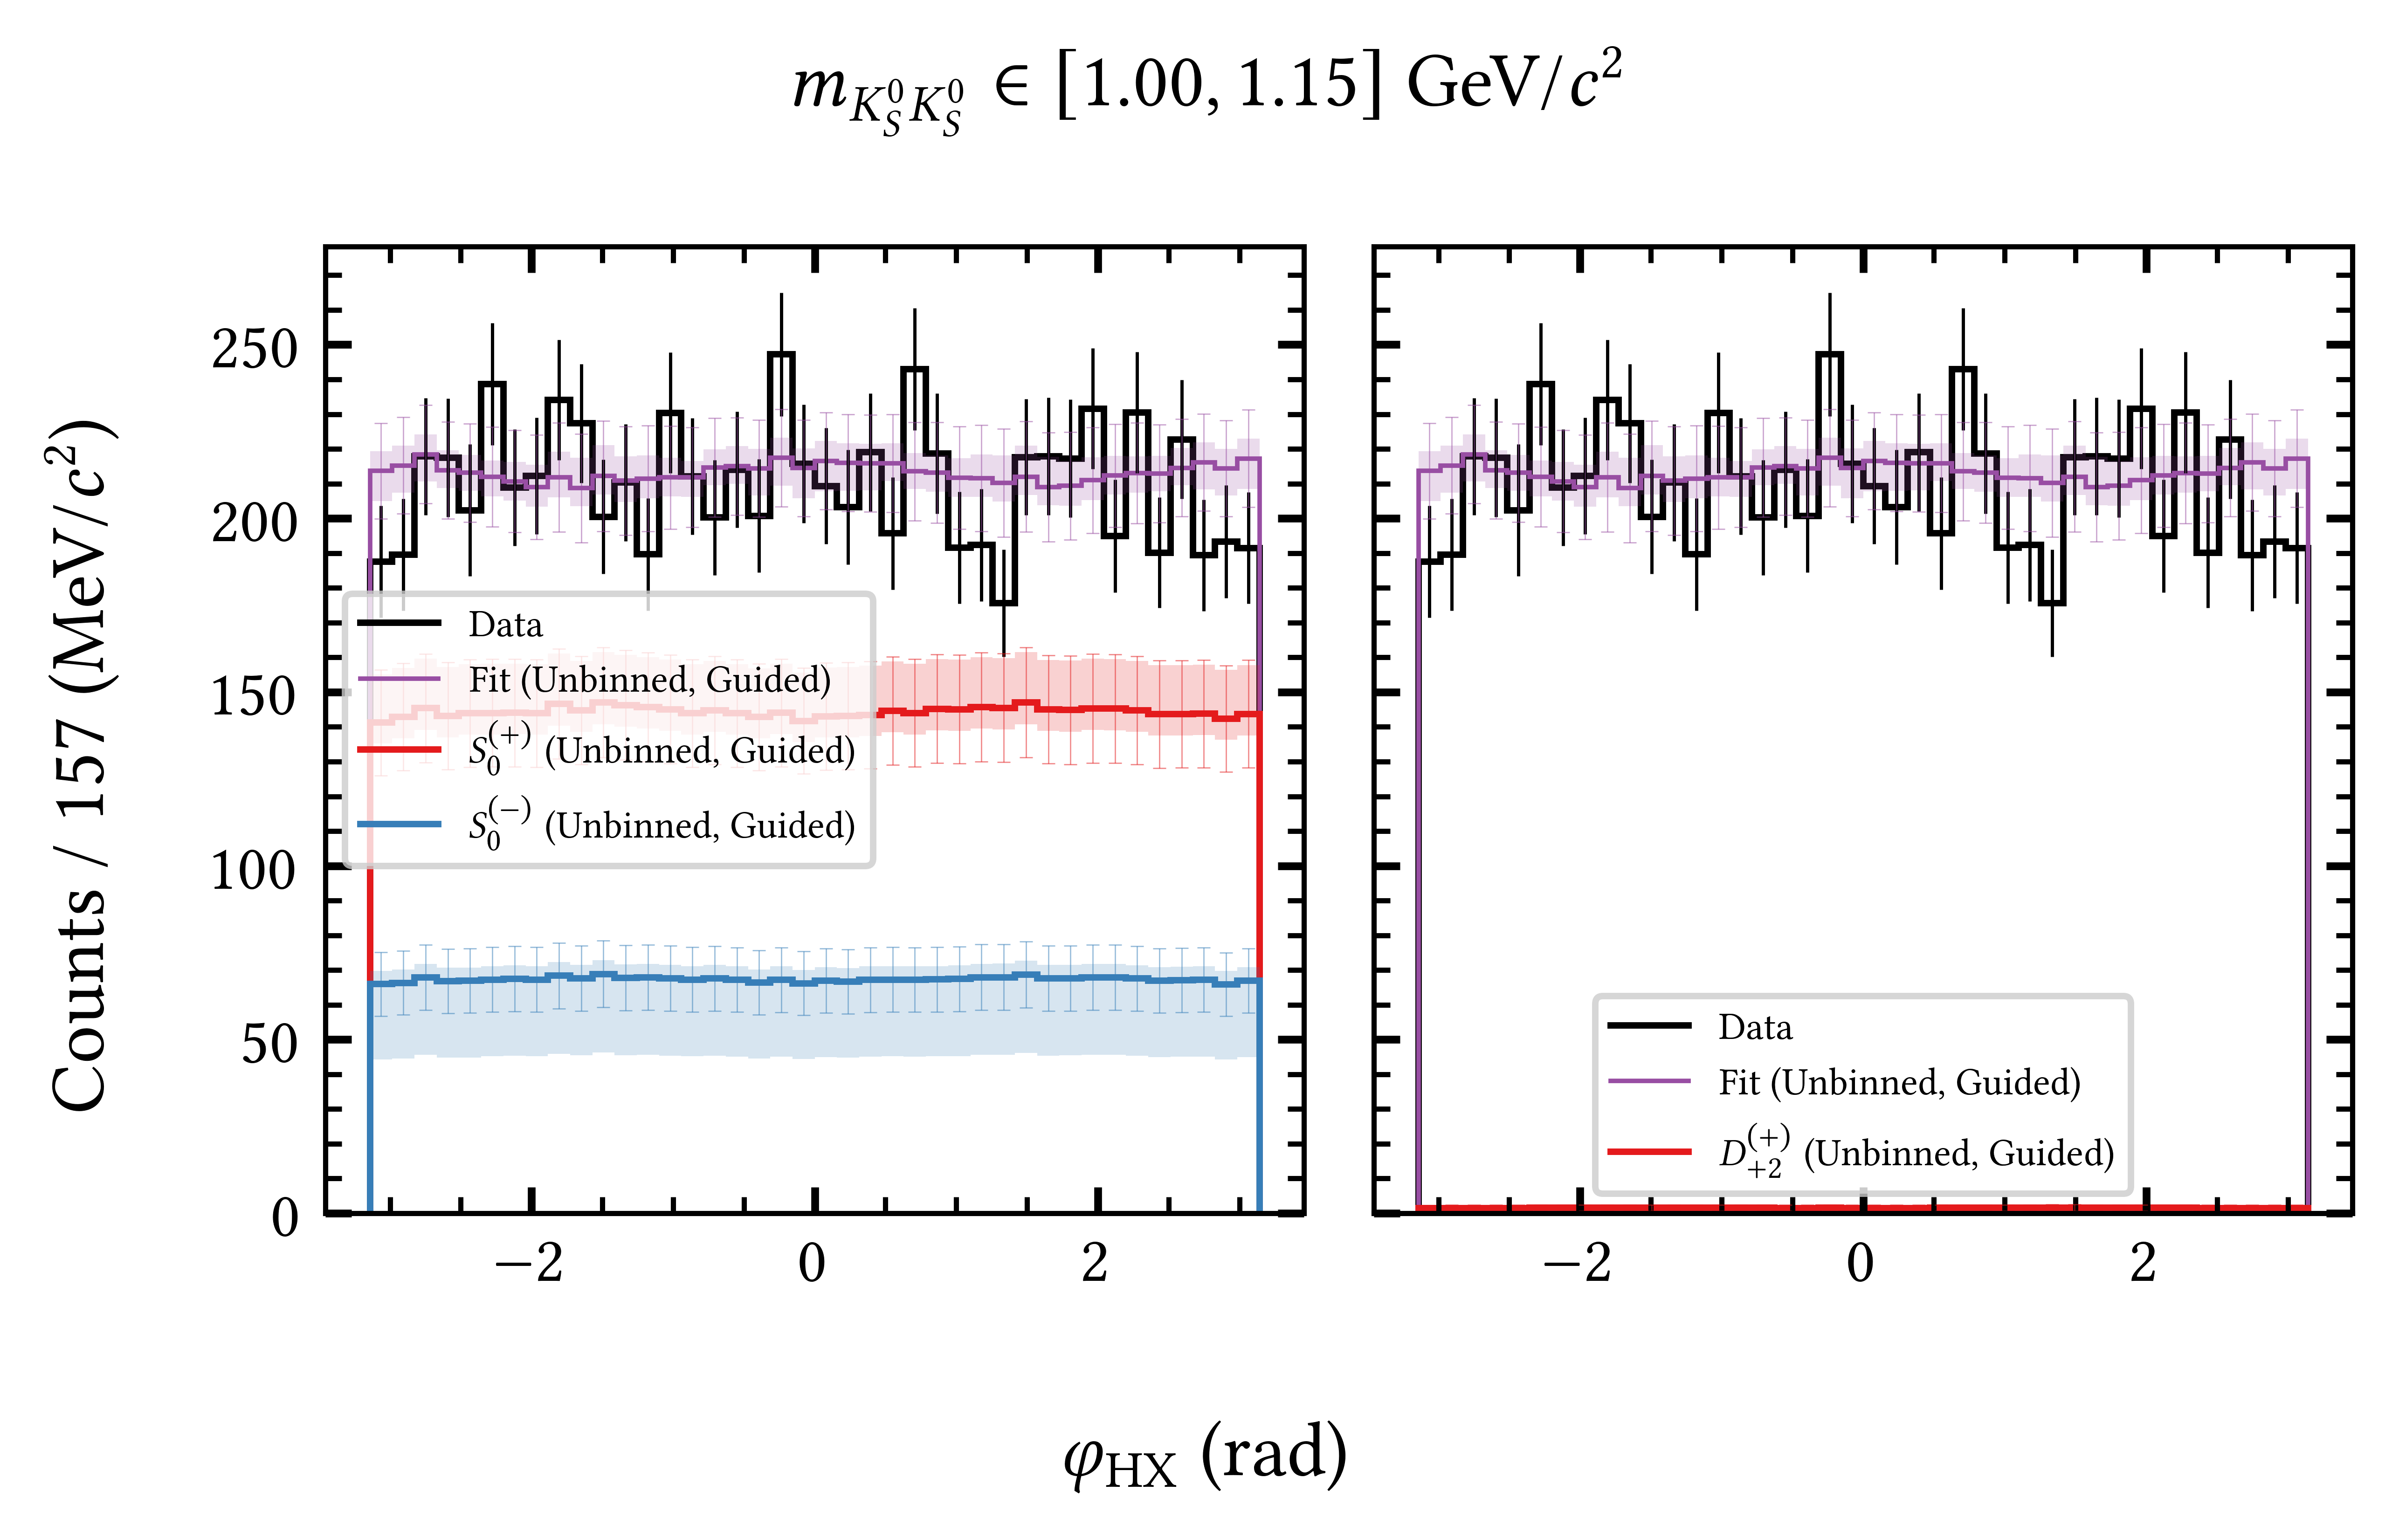 m_{K_S^0 K_S^0} ∈ [1.00, 1.15] GeV/c²
Counts / 157 (MeV/c²)
250
200
150
100
50
0
Data
Fit (Unbinned, Guided)
S_0^{(+)} (Unbinned, Guided)
S_0^{(−)} (Unbinned, Guided)
−2
0
2
Data
Fit (Unbinned, Guided)
D_{+2}^{(+)} (Unbinned, Guided)
−2
0
2
φ_{HX} (rad)